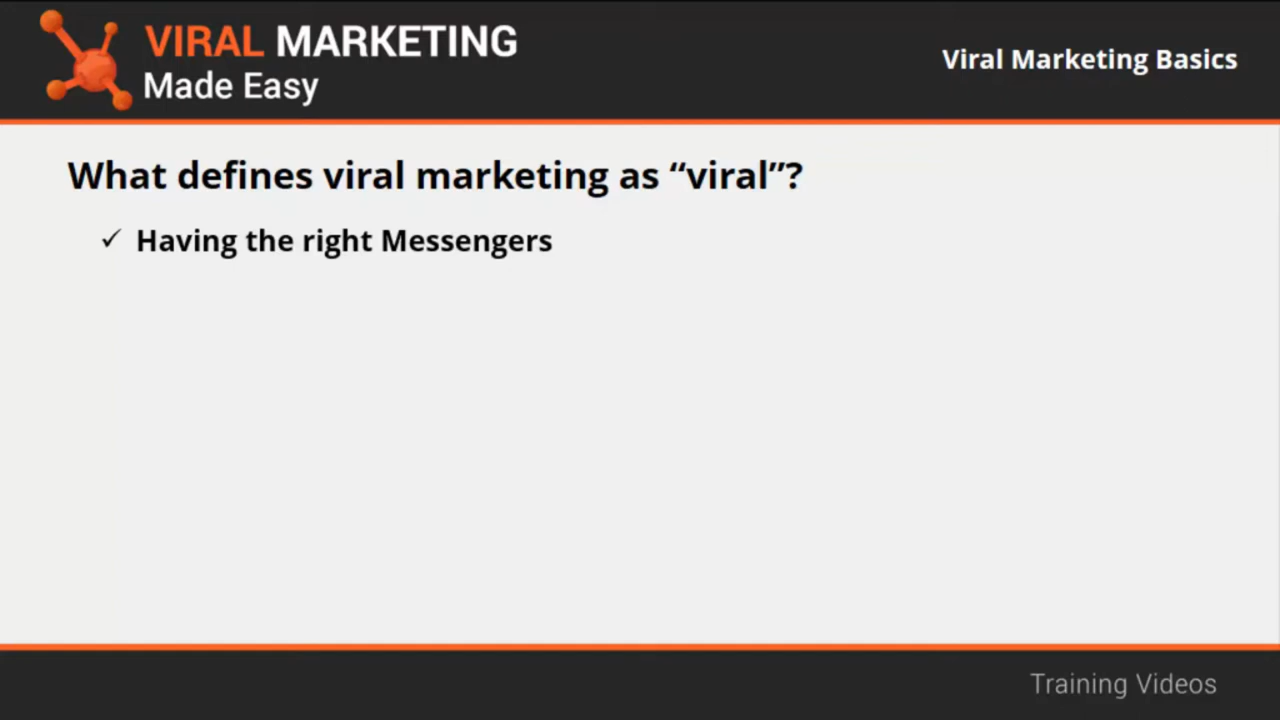 VIRAL MARKETING
Made Easy
Viral Marketing Basics
What defines viral marketing as “viral”?
✓ Having the right Messengers
Training Videos